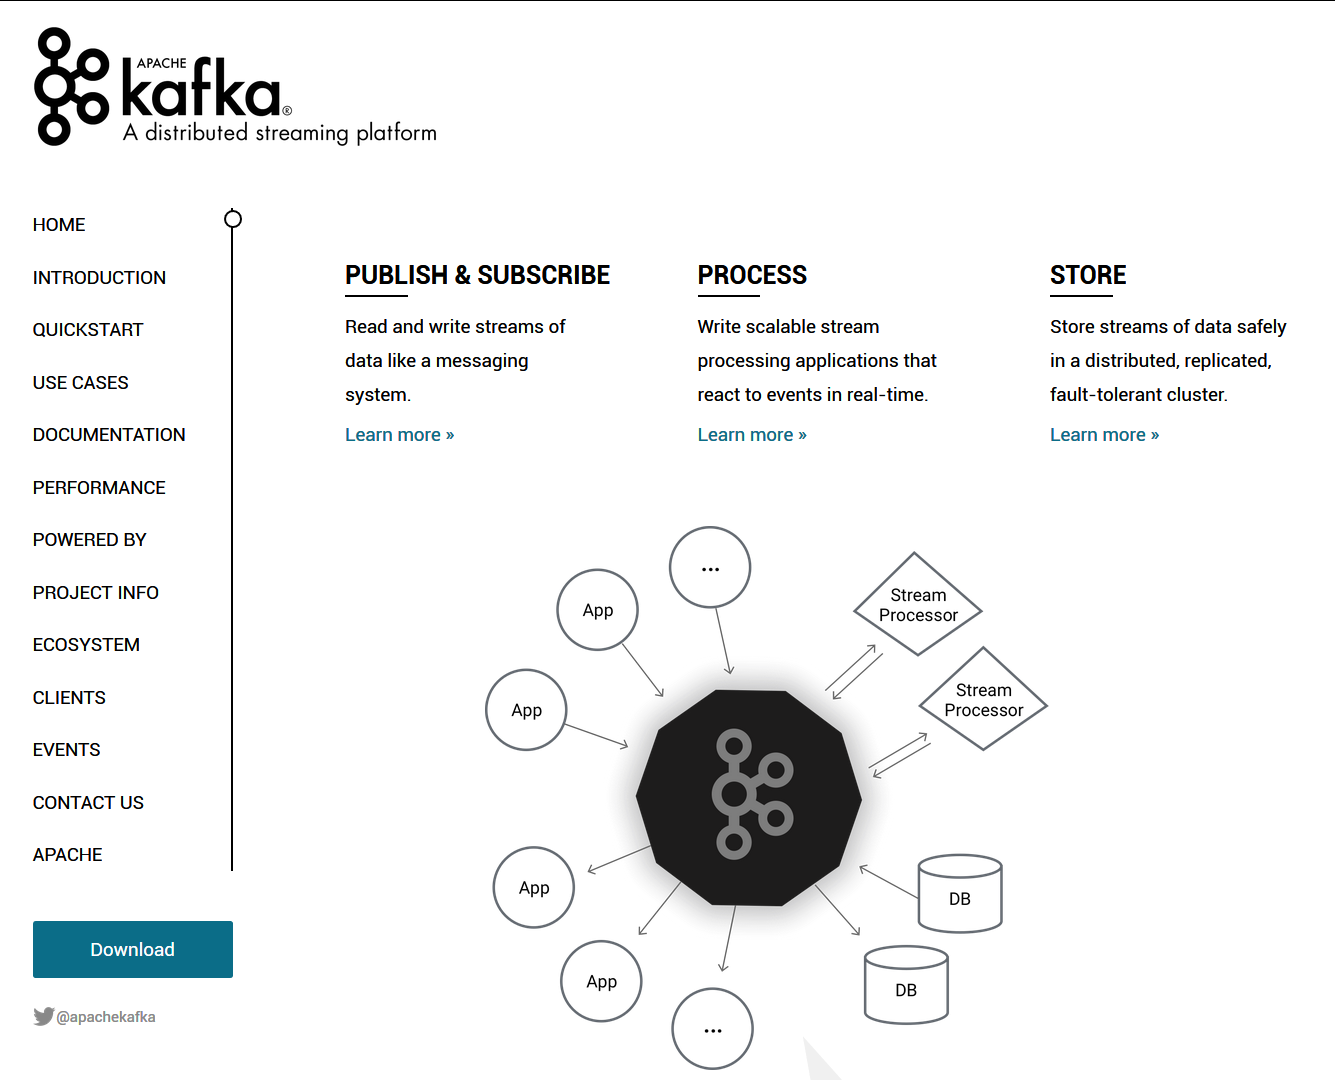 APACHE
kafka®
A distributed streaming platform
HOME
INTRODUCTION
QUICKSTART
USE CASES
DOCUMENTATION
PERFORMANCE
POWERED BY
PROJECT INFO
ECOSYSTEM
CLIENTS
EVENTS
CONTACT US
APACHE
Download
@apachekafka
PUBLISH & SUBSCRIBE
Read and write streams of
data like a messaging
system.
Learn more »
PROCESS
Write scalable stream
processing applications that
react to events in real-time.
Learn more »
STORE
Store streams of data safely
in a distributed, replicated,
fault-tolerant cluster.
Learn more »
...
App
App
Stream
Processor
Stream
Processor
App
App
...
DB
DB